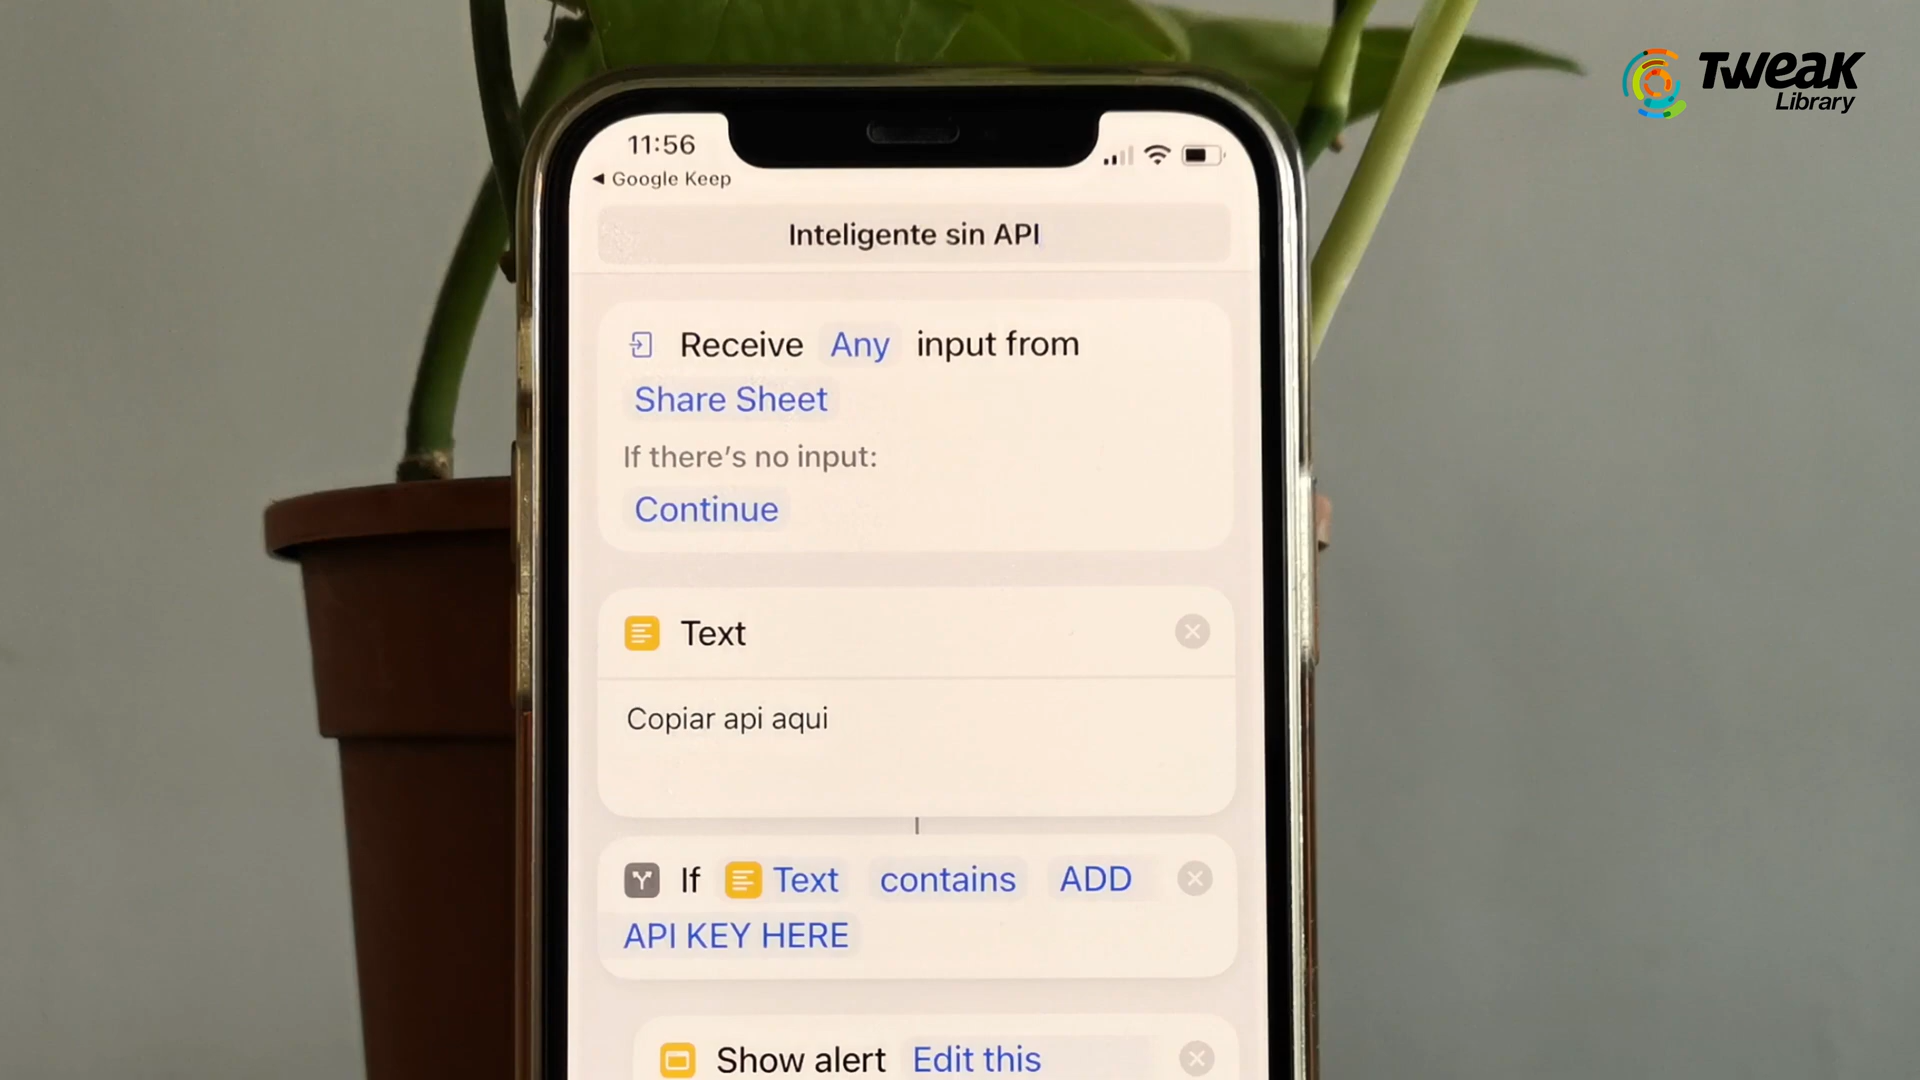 TWEAK
Library
11:56
◀ Google Keep
Inteligente sin API
Receive Any input from
Share Sheet
If there's no input:
Continue
Text
Copiar api aqui
If Text contains ADD
API KEY HERE
Show alert Edit this